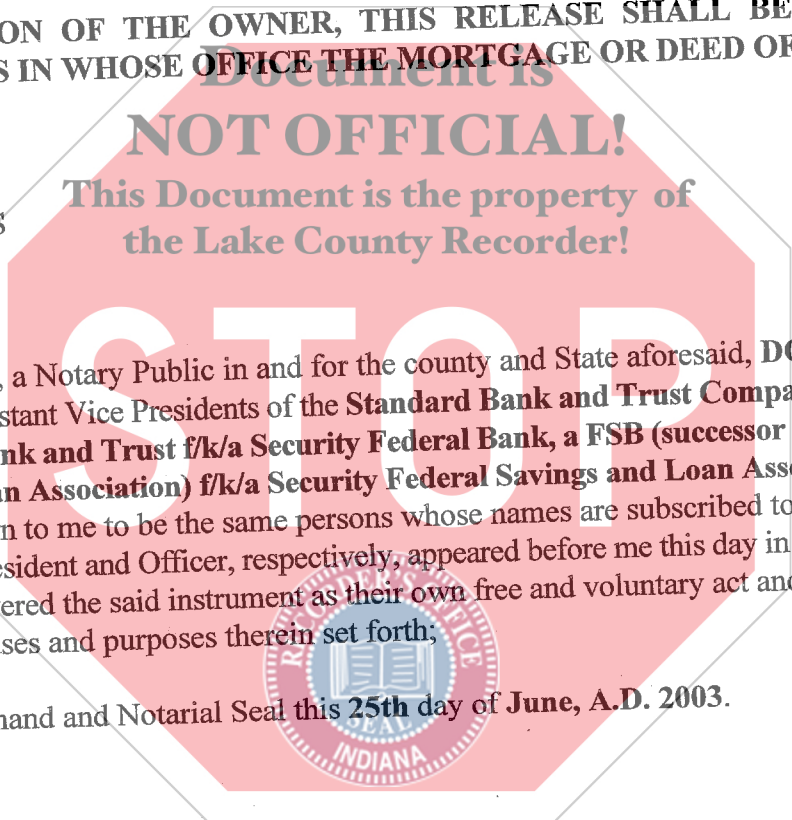 ON OF THE OWNER, THIS RELEASE SHALL BE
S IN WHOSE OFFICE THE MORTGAGE OR DEED OF
Document is
NOT OFFICIAL!
This Document is the property of
the Lake County Recorder!
S
STOP
, a Notary Public in and for the county and State aforesaid, DO
stant Vice Presidents of the Standard Bank and Trust Compa
nk and Trust f/k/a Security Federal Bank, a FSB (successor
n Association) f/k/a Security Federal Savings and Loan Asso
n to me to be the same persons whose names are subscribed to
esident and Officer, respectively, appeared before me this day in
ered the said instrument as their own free and voluntary act and
ses and purposes therein set forth;
hand and Notarial Seal this 25th day of June, A.D. 2003.
RECORDER'S OFFICE
SEAL
INDIANA